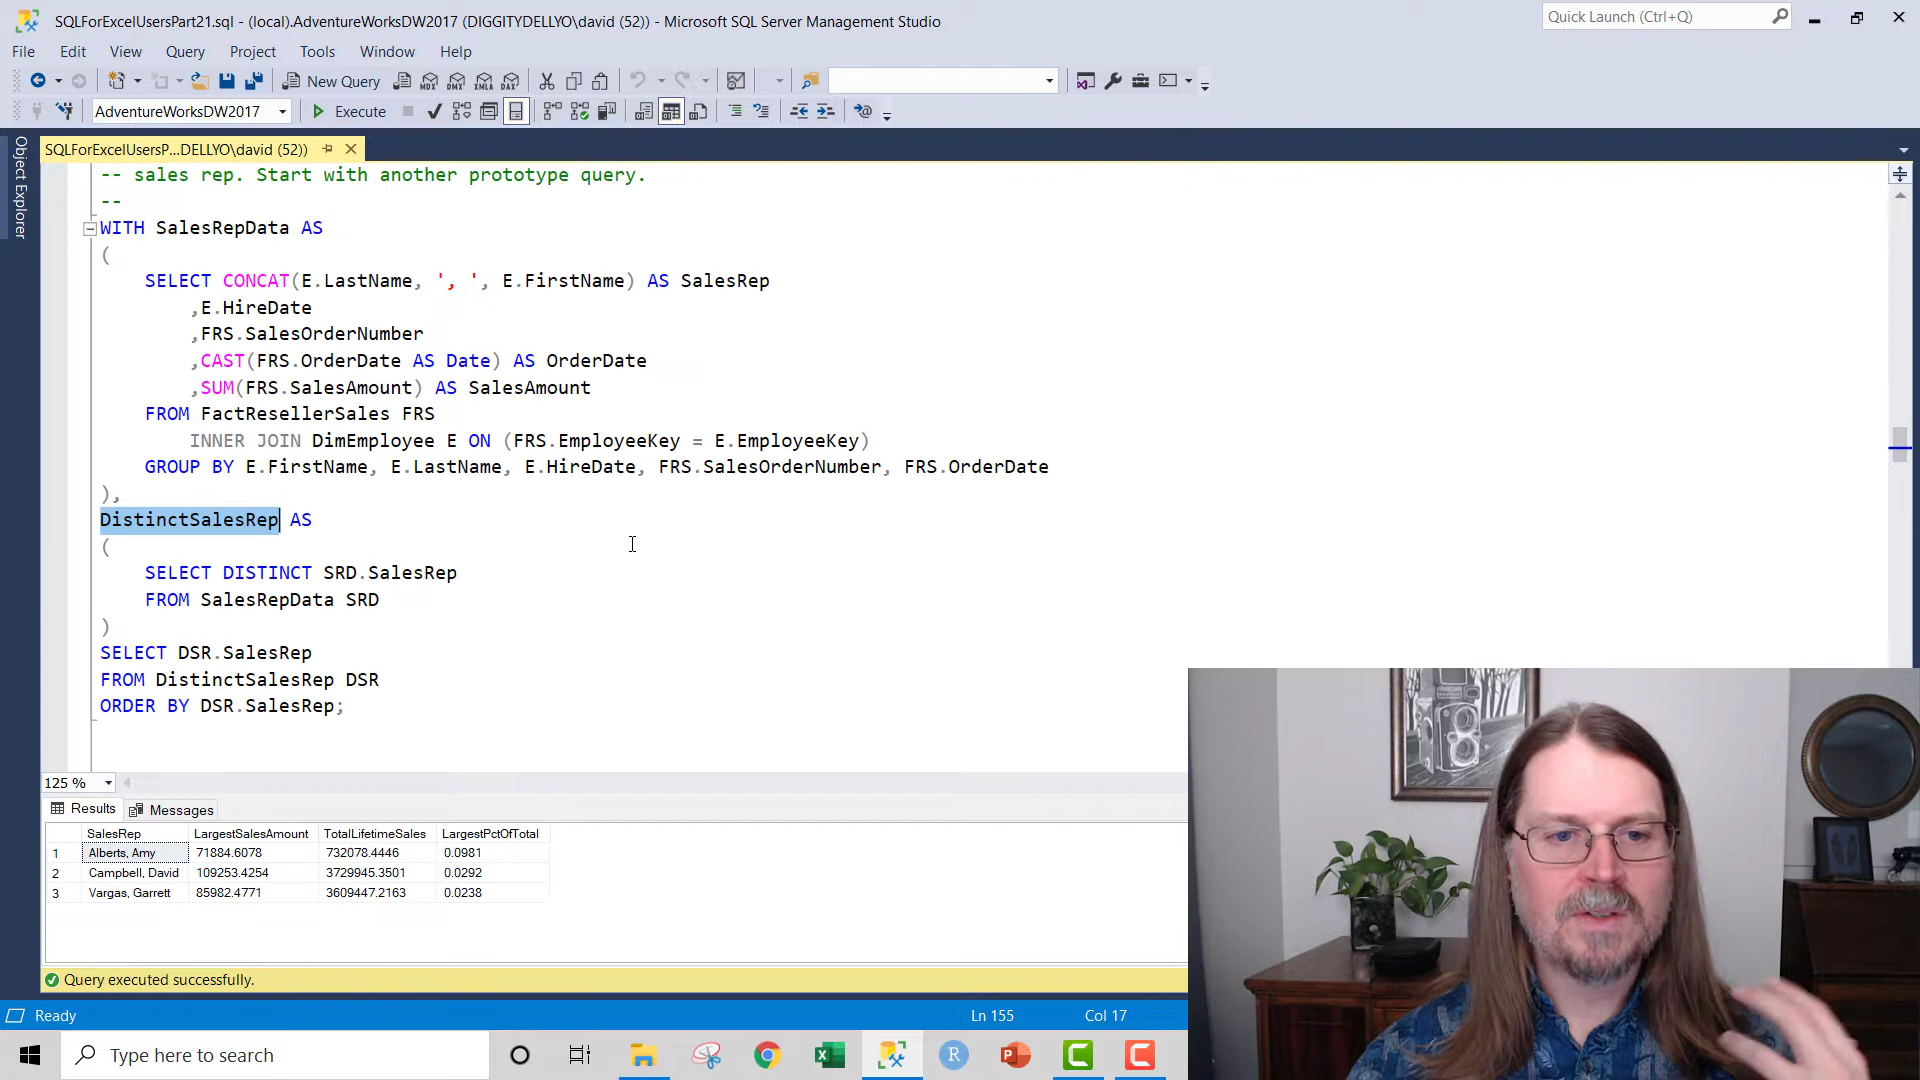 SQLForExcelUsersPart21.sql - (local).AdventureWorksDW2017 (DIGGITYDELLYO\david (52)) - Microsoft SQL Server Management Studio
Quick Launch (Ctrl+Q)
File Edit View Query Project Tools Window Help
New Query MDX DMX XMLA DAX
AdventureWorksDW2017 Execute
Object Explorer
SQLForExcelUsersP...DELLYO\david (52))
-- sales rep. Start with another prototype query.
--
WITH SalesRepData AS
(
SELECT CONCAT(E.LastName, ', ', E.FirstName) AS SalesRep
,E.HireDate
,FRS.SalesOrderNumber
,CAST(FRS.OrderDate AS Date) AS OrderDate
,SUM(FRS.SalesAmount) AS SalesAmount
FROM FactResellerSales FRS
INNER JOIN DimEmployee E ON (FRS.EmployeeKey = E.EmployeeKey)
GROUP BY E.FirstName, E.LastName, E.HireDate, FRS.SalesOrderNumber, FRS.OrderDate
),
DistinctSalesRep AS
(
SELECT DISTINCT SRD.SalesRep
FROM SalesRepData SRD
)
SELECT DSR.SalesRep
FROM DistinctSalesRep DSR
ORDER BY DSR.SalesRep;
125 %
Results Messages
SalesRep LargestSalesAmount TotalLifetimeSales LargestPctOfTotal
1 Alberts, Amy 71884.6078 732078.4446 0.0981
2 Campbell, David 109253.4254 3729945.3501 0.0292
3 Vargas, Garrett 85982.4771 3609447.2163 0.0238
Query executed successfully.
Ready Ln 155 Col 17
Type here to search